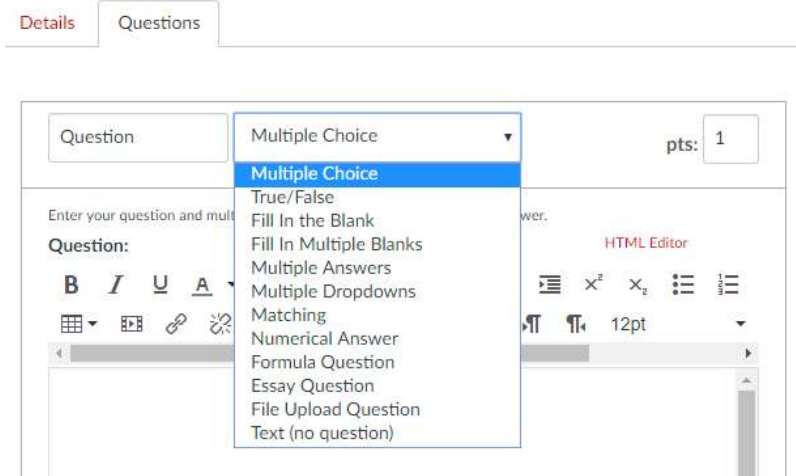 Details Questions
Question Multiple Choice pts: 1
Multiple Choice
True/False
Enter your question and mult wer.
Fill In the Blank
Question: Fill In Multiple Blanks HTML Editor
Multiple Answers
B I U A x² x₂
Multiple Dropdowns
Matching
12pt
Numerical Answer
Formula Question
Essay Question
File Upload Question
Text (no question)